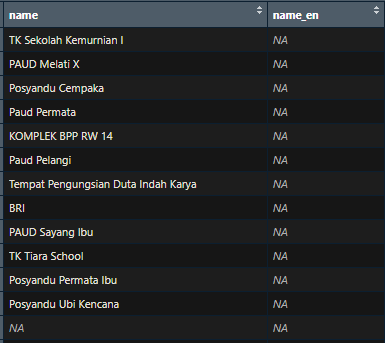 name name_en
TK Sekolah Kemurnian I NA
PAUD Melati X NA
Posyandu Cempaka NA
Paud Permata NA
KOMPLEK BPP RW 14 NA
Paud Pelangi NA
Tempat Pengungsian Duta Indah Karya NA
BRI NA
PAUD Sayang Ibu NA
TK Tiara School NA
Posyandu Permata Ibu NA
Posyandu Ubi Kencana NA
NA NA